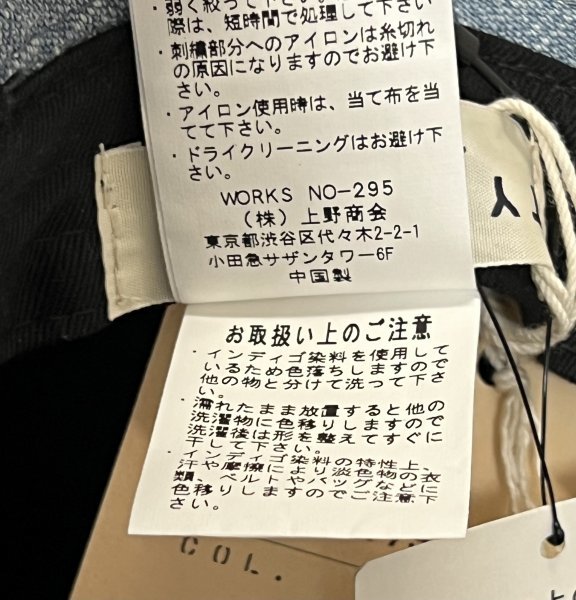 ・弱く絞って下さい
際は、短時間で処理して下さい。
・刺繍部分へのアイロンは糸切れ
の原因になりますのでお避け下
さい。
・アイロン使用時は、当て布を当
てて下さい。
・ドライクリーニングはお避け下
さい。
WORKS NO-295
(株)上野商会
東京都渋谷区代々木2-2-1
小田急サザンタワー6F
中国製
お取扱い上のご注意
・インディゴ染料を使用して
いるため色落ちしますので
他の物と分けて洗って下さ
い。
・濡れたまま放置すると他の
洗濯物に色移りしますので
洗濯後は形を整えてすぐに
干して下さい。
・インディゴ染料の特性上、
汗や摩擦により淡色物の衣
類、ベルトやバッグなどに
色移りしますのでご注意下
さい。
COL.